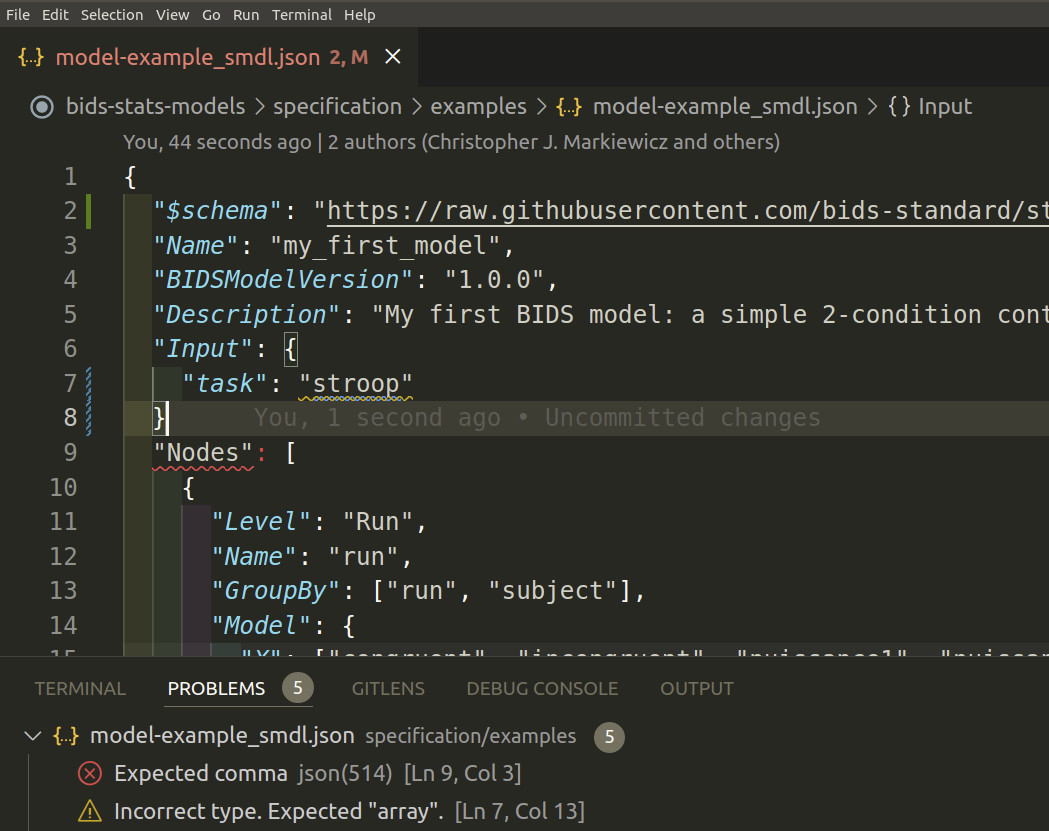 File Edit Selection View Go Run Terminal Help
{..} model-example_smdl.json 2, M
bids-stats-models > specification > examples > {..} model-example_smdl.json > { } Input
You, 44 seconds ago | 2 authors (Christopher J. Markiewicz and others)
1 {
2 "$schema": "https://raw.githubusercontent.com/bids-standard/st
3 "Name": "my_first_model",
4 "BIDSModelVersion": "1.0.0",
5 "Description": "My first BIDS model: a simple 2-condition cont
6 "Input": {
7 "task": "stroop"
8 } You, 1 second ago • Uncommitted changes
9 "Nodes": [
10 {
11 "Level": "Run",
12 "Name": "run",
13 "GroupBy": ["run", "subject"],
14 "Model": {
15 "X": ["congruent", "incongruent", "nuisance1", "nuisan
TERMINAL PROBLEMS 5 GITLENS DEBUG CONSOLE OUTPUT
{..} model-example_smdl.json specification/examples 5
Expected comma json(514) [Ln 9, Col 3]
Incorrect type. Expected "array". [Ln 7, Col 13]